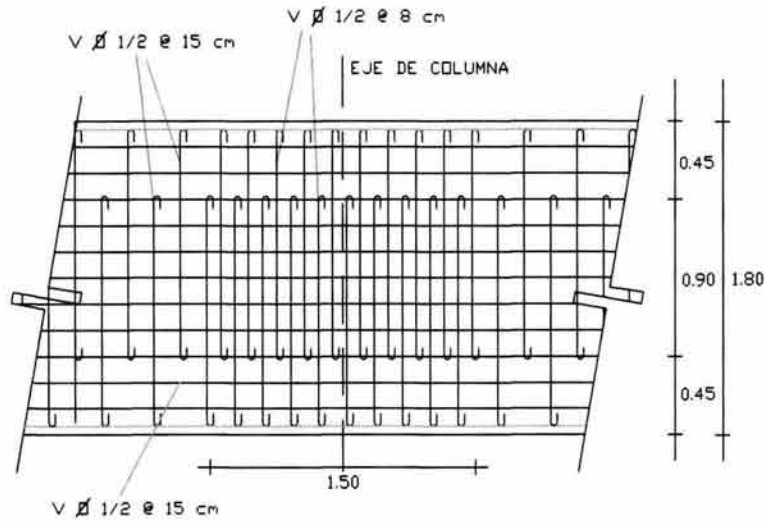 V Ø 1/2 @ 8 cm
V Ø 1/2 @ 15 cm
EJE DE COLUMNA
0.45
0.90 1.80
0.45
1.50
V Ø 1/2 @ 15 cm